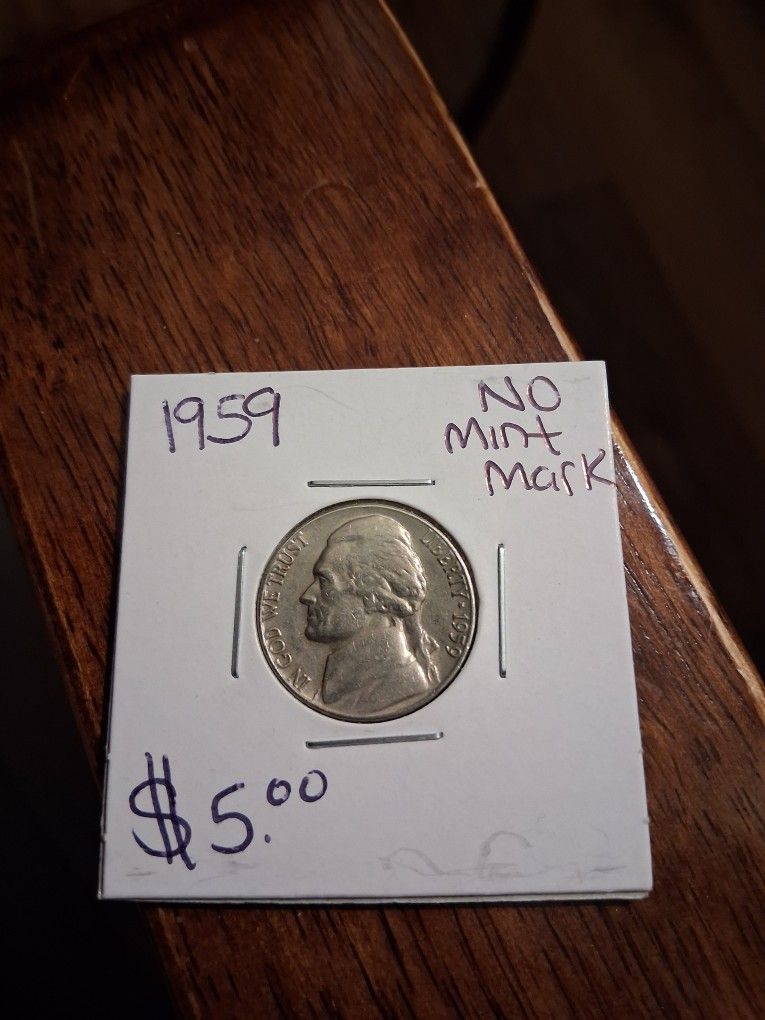 1959
NO
Mint
Mark
IN GOD WE TRUST
LIBERTY • 1959
$5.00